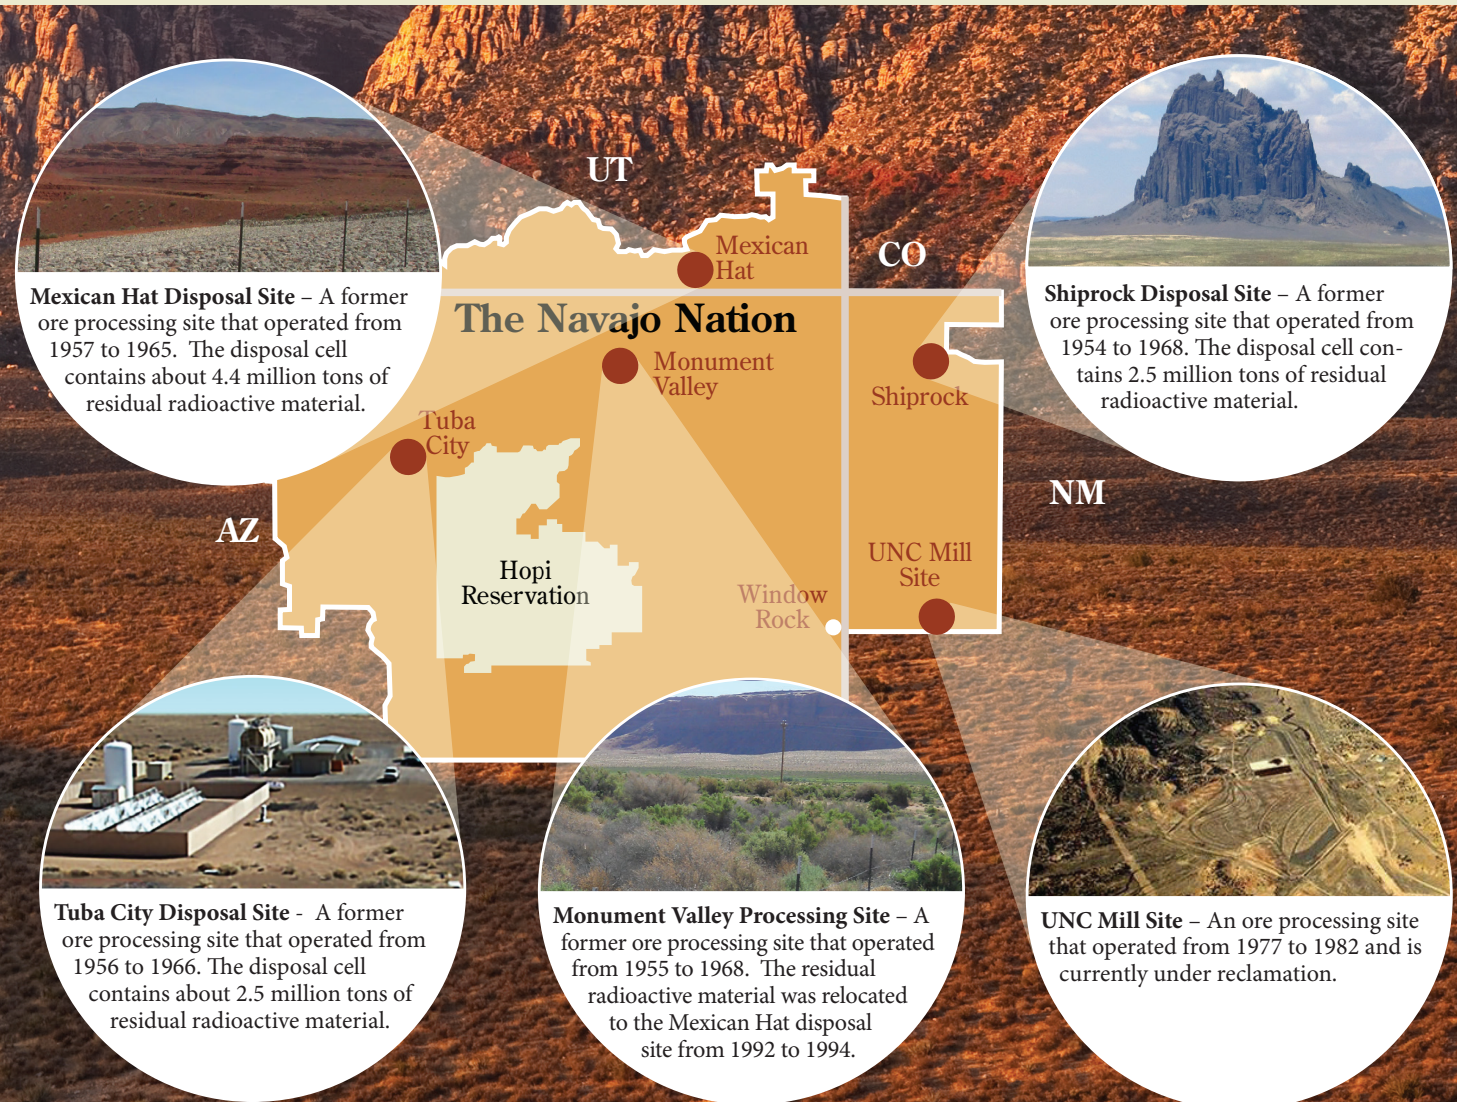 UT
CO
AZ
NM
The Navajo Nation
Mexican
Hat
Monument
Valley
Tuba
City
Shiprock
Hopi
Reservation
Window
Rock
UNC Mill
Site
Mexican Hat Disposal Site – A former
ore processing site that operated from
1957 to 1965.  The disposal cell
contains about 4.4 million tons of
residual radioactive material.
Shiprock Disposal Site – A former
ore processing site that operated from
1954 to 1968. The disposal cell con-
tains 2.5 million tons of residual
radioactive material.
Tuba City Disposal Site -  A former
ore processing site that operated from
1956 to 1966. The disposal cell
contains about 2.5 million tons of
residual radioactive material.
Monument Valley Processing Site – A
former ore processing site that operated
from 1955 to 1968.  The residual
radioactive material was relocated
to the Mexican Hat disposal
site from 1992 to 1994.
UNC Mill Site – An ore processing site
that operated from 1977 to 1982 and is
currently under reclamation.